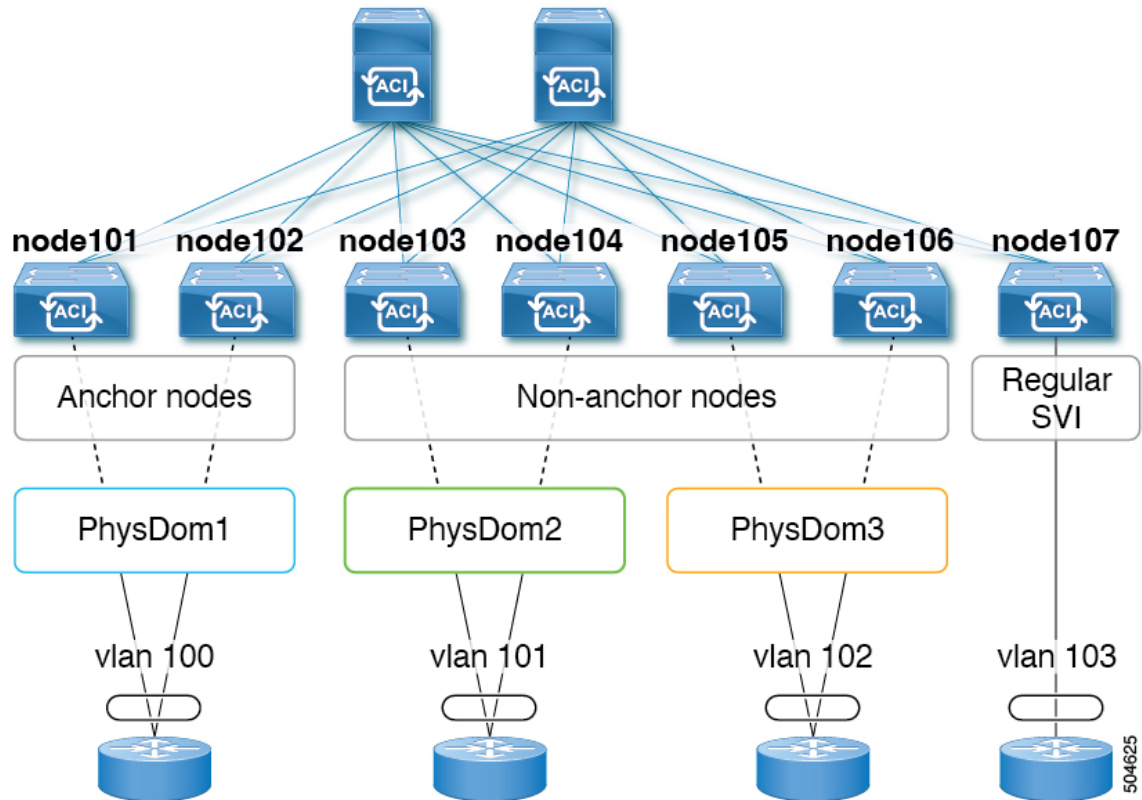 ACI
ACI
node101
node102
node103
node104
node105
node106
node107
ACI
ACI
ACI
ACI
ACI
ACI
ACI
Anchor nodes
Non-anchor nodes
Regular
SVI
PhysDom1
PhysDom2
PhysDom3
vlan 100
vlan 101
vlan 102
vlan 103
504625